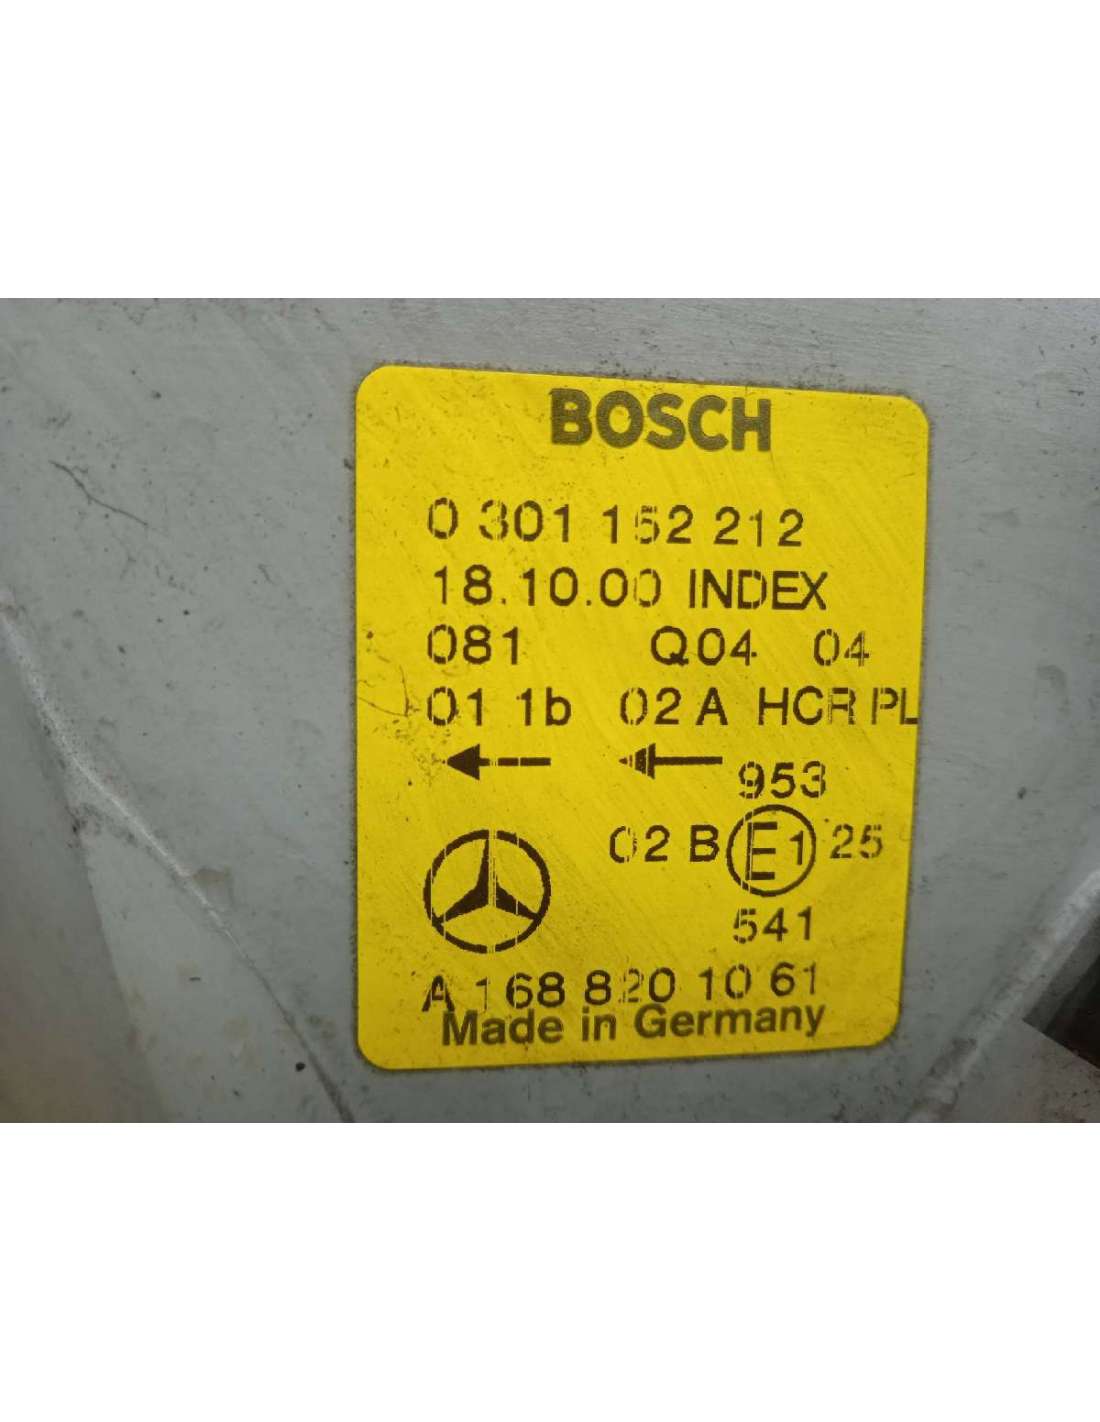 BOSCH
0 301 152 212
18.10.00 INDEX
081 Q04 04
01 1b 02 A HCR PL
953
02 B E1 25
541
A 168 820 10 61
Made in Germany